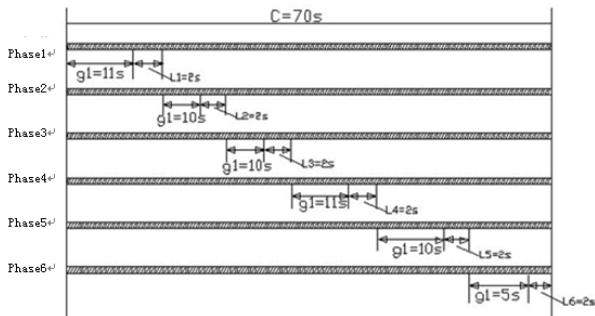 C=70s
Phase1↵
g1=11s L1=2s
Phase2↵
g1=10s L2=2s
Phase3↵
g1=10s L3=2s
Phase4↵
g1=11s L4=2s
Phase5↵
g1=10s L5=2s
Phase6↵
g1=5s L6=2s